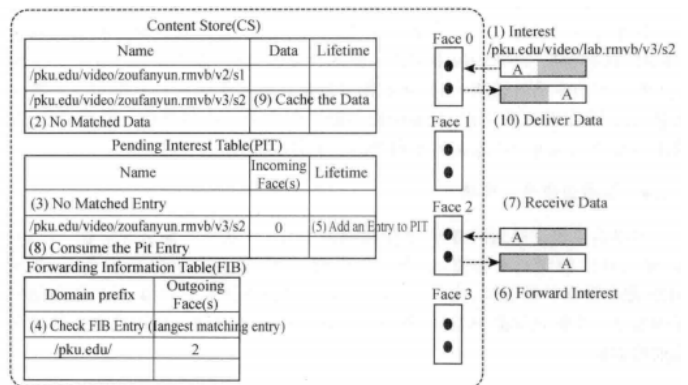 Content Store(CS)
Name Data Lifetime
/pku.edu/video/zoufanyun.rmvb/v2/s1
/pku.edu/video/zoufanyun.rmvb/v3/s2 (9) Cache the Data
(2) No Matched Data
Pending Interest Table(PIT)
Name Incoming Face(s) Lifetime
(3) No Matched Entry
/pku.edu/video/zoufanyun.rmvb/v3/s2 0 (5) Add an Entry to PIT
(8) Consume the Pit Entry
Forwarding Information Table(FIB)
Domain prefix Outgoing Face(s)
(4) Check FIB Entry (langest matching entry)
/pku.edu/ 2
Face 0
(1) Interest
/pku.edu/video/lab.rmvb/v3/s2
A
A
(10) Deliver Data
Face 1
Face 2
(7) Receive Data
A
A
(6) Forward Interest
Face 3